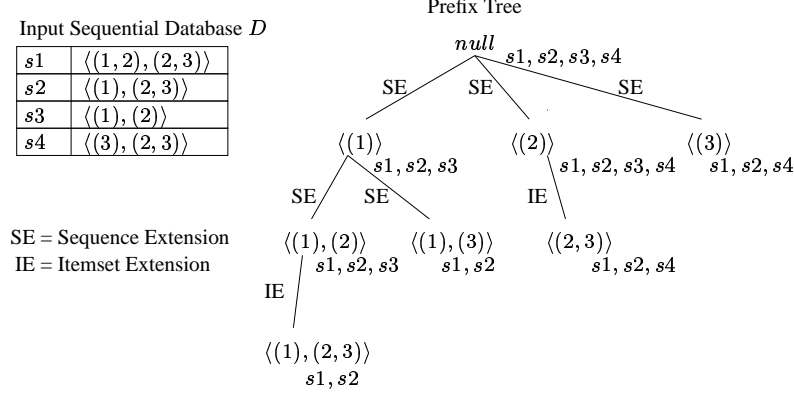 Prefix Tree
Input Sequential Database D
s1 ⟨(1, 2), (2, 3)⟩
s2 ⟨(1), (2, 3)⟩
s3 ⟨(1), (2)⟩
s4 ⟨(3), (2, 3)⟩
null s1, s2, s3, s4
SE SE SE
⟨(1)⟩ ⟨(2)⟩ ⟨(3)⟩
s1, s2, s3 s1, s2, s3, s4 s1, s2, s4
SE SE IE
SE = Sequence Extension
IE = Itemset Extension
⟨(1), (2)⟩ ⟨(1), (3)⟩ ⟨(2, 3)⟩
s1, s2, s3 s1, s2 s1, s2, s4
IE
⟨(1), (2, 3)⟩
s1, s2